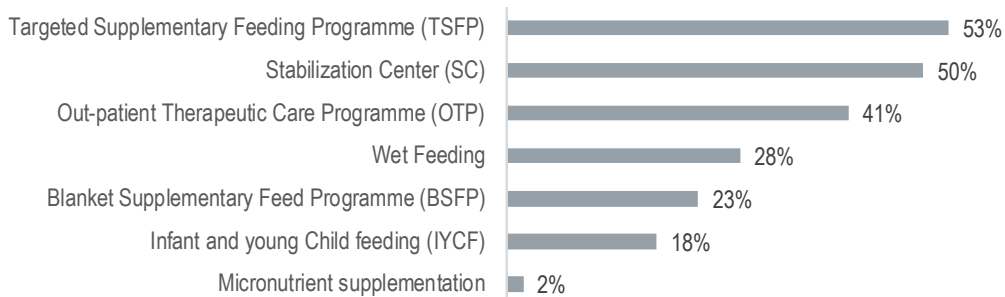 Targeted Supplementary Feeding Programme (TSFP) 53%
Stabilization Center (SC) 50%
Out-patient Therapeutic Care Programme (OTP) 41%
Wet Feeding 28%
Blanket Supplementary Feed Programme (BSFP) 23%
Infant and young Child feeding (IYCF) 18%
Micronutrient supplementation 2%